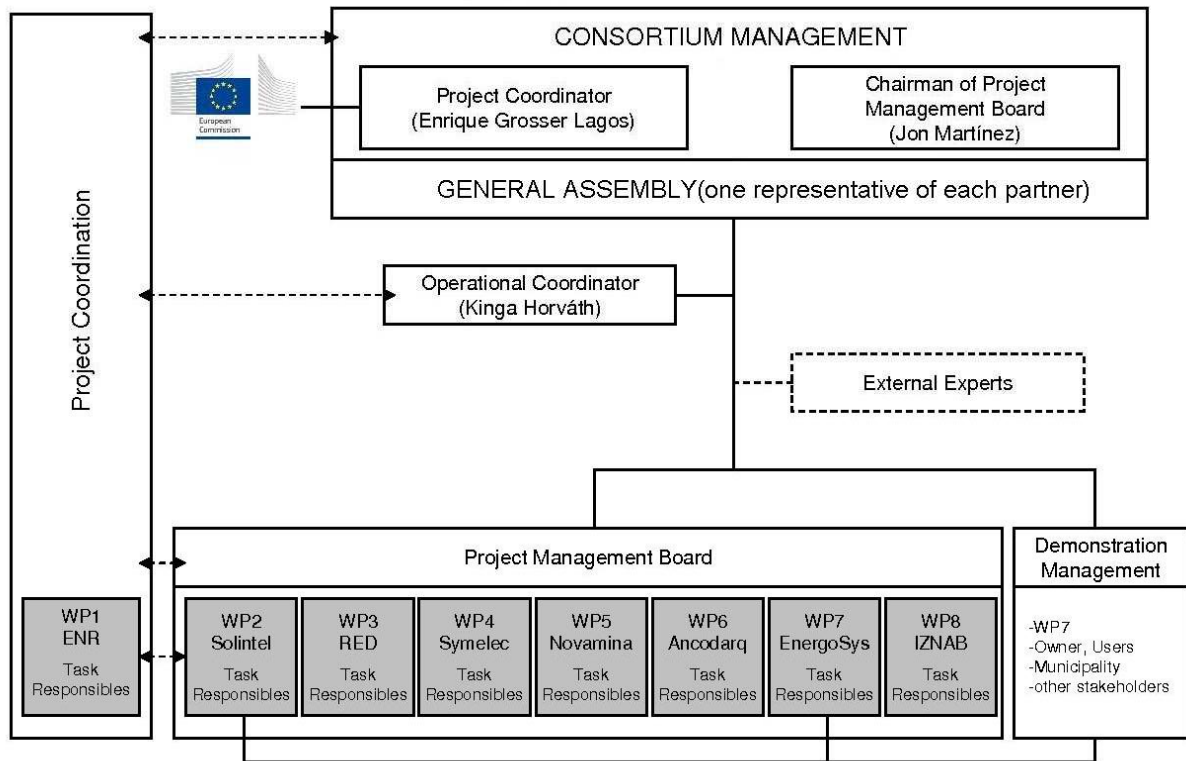 CONSORTIUM MANAGEMENT
European
Commission
Project Coordinator
(Enrique Grosser Lagos)
Chairman of Project
Management Board
(Jon Martínez)
GENERAL ASSEMBLY(one representative of each partner)
Project Coordination
Operational Coordinator
(Kinga Horváth)
External Experts
Project Management Board
Demonstration
Management
WP1
ENR
Task
Responsibles
WP2
Solintel
Task
Responsibles
WP3
RED
Task
Responsibles
WP4
Symelec
Task
Responsibles
WP5
Novamina
Task
Responsibles
WP6
Ancodarq
Task
Responsibles
WP7
EnergoSys
Task
Responsibles
WP8
IZNAB
Task
Responsibles
-WP7
-Owner, Users
-Municipality
-other stakeholders